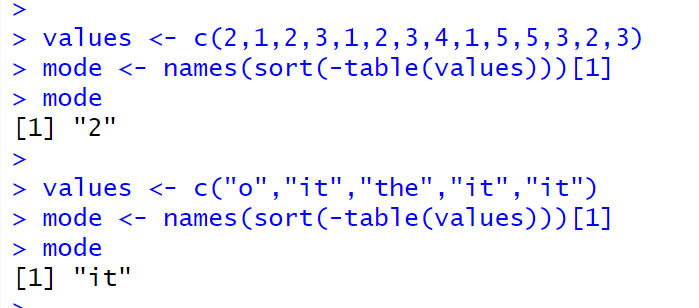 >
> values <- c(2,1,2,3,1,2,3,4,1,5,5,3,2,3)
> mode <- names(sort(-table(values)))[1]
> mode
[1] "2"
>
> values <- c("o","it","the","it","it")
> mode <- names(sort(-table(values)))[1]
> mode
[1] "it"
>